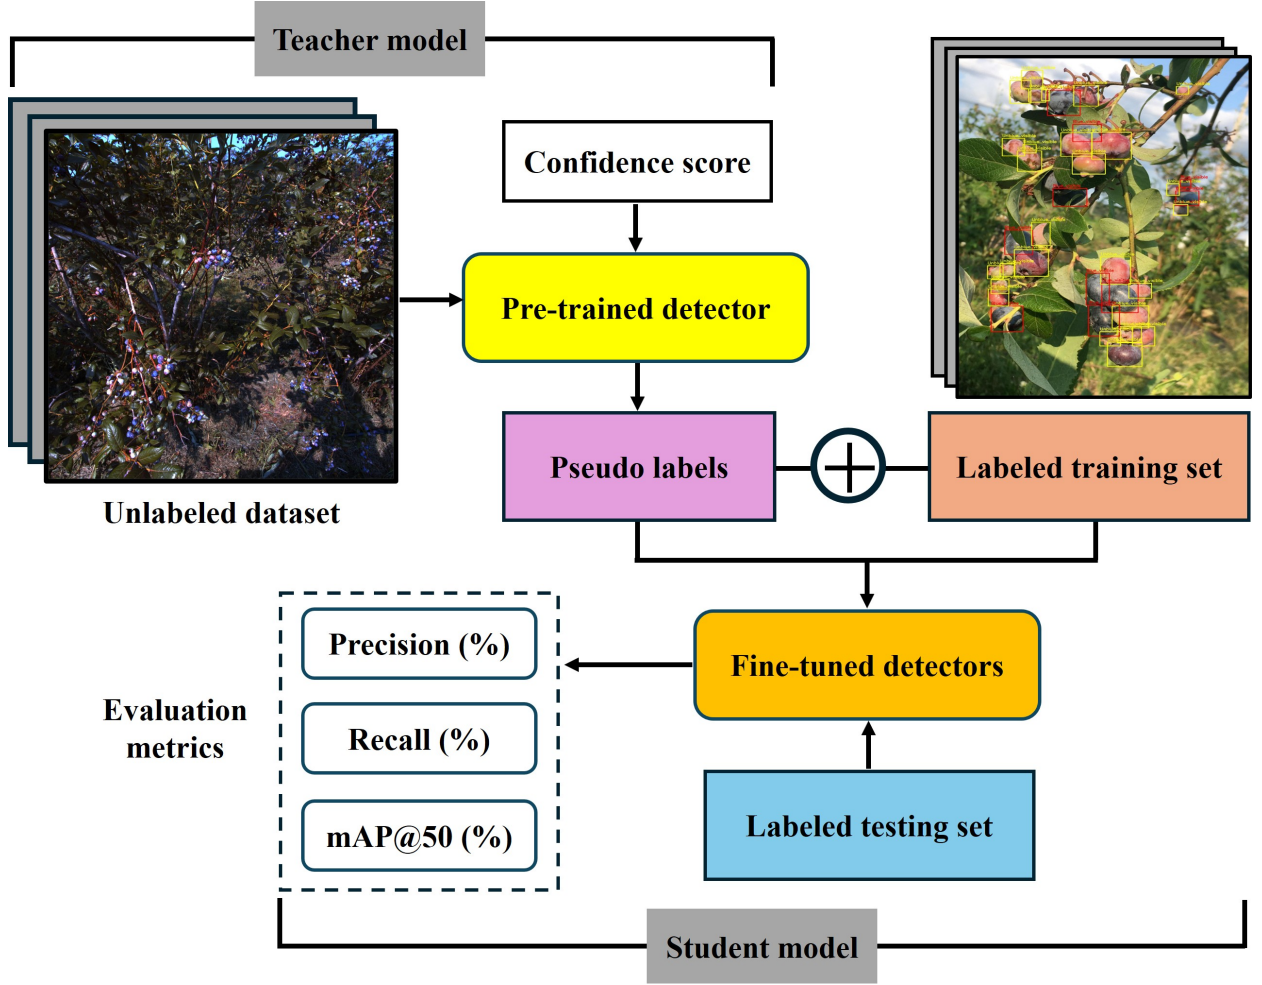 Teacher model
Confidence score
Pre-trained detector
Pseudo labels
Labeled training set
Unlabeled dataset
Precision (%)
Fine-tuned detectors
Evaluation
metrics
Recall (%)
mAP@50 (%)
Labeled testing set
Student model